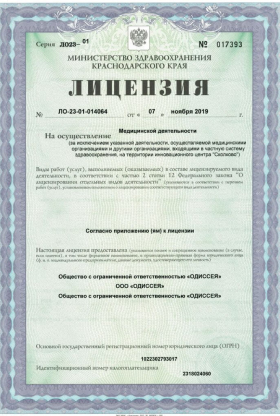 Серия ЛО23- 01
№ 017393
МИНИСТЕРСТВО ЗДРАВООХРАНЕНИЯ
КРАСНОДАРСКОГО КРАЯ
ЛИЦЕНЗИЯ
№ ЛО-23-01-014064 от « 07 » ноября 2019
На осуществление Медицинской деятельности
(за исключением указанной деятельности, осуществляемой медицинскими
организациями и другими организациями, входящими в частную систему
здравоохранения, на территории инновационного центра "Сколково")
Виды работ (услуг), выполняемых (оказываемых) в составе лицензируемого вида
деятельности, в соответствии с частью 2 статьи 12 Федерального закона "О
лицензировании отдельных видов деятельности"
Согласно приложению (ям) к лицензии
Настоящая лицензия предоставлена
Общество с ограниченной ответственностью «ОДИССЕЯ»
ООО «ОДИССЕЯ»
Общество с ограниченной ответственностью «ОДИССЕЯ»
Основной государственный регистрационный номер юридического лица (ОГРН)
1022302793017
Идентификационный номер налогоплательщика
2318024060